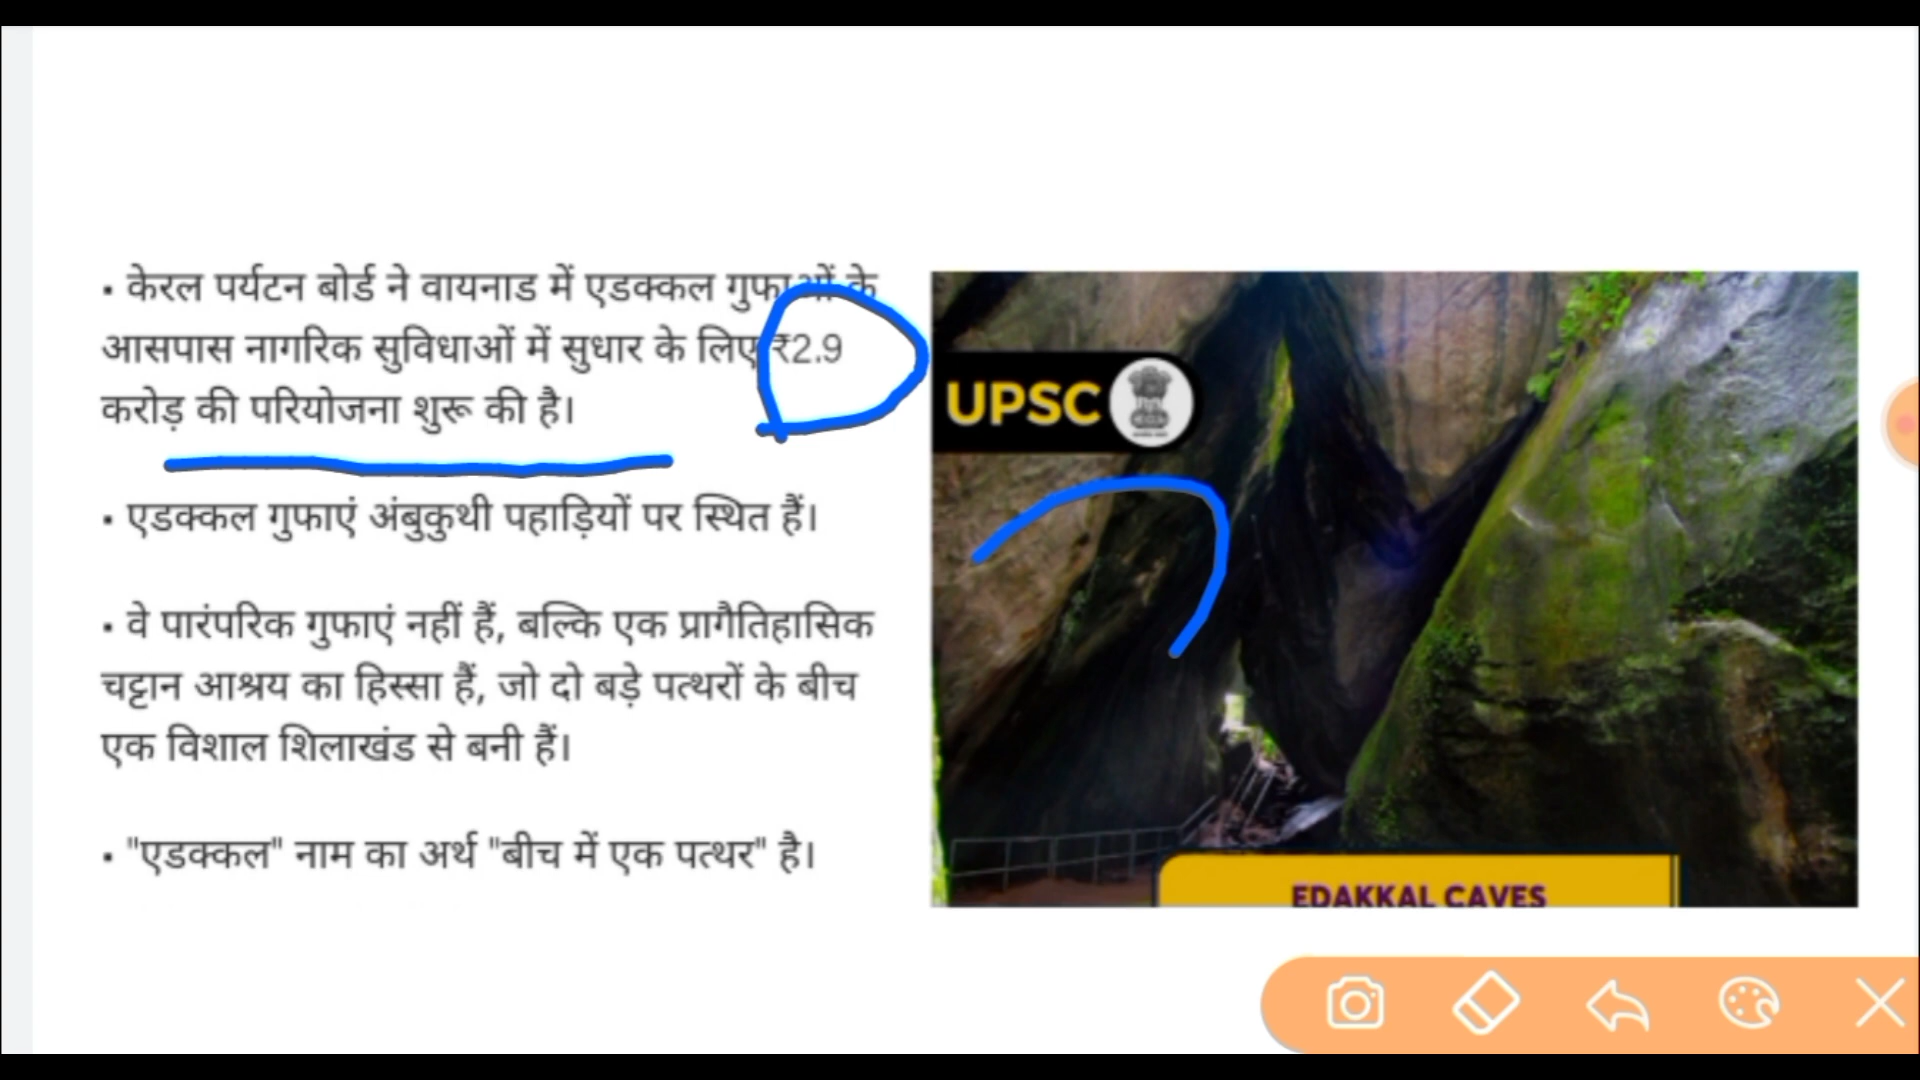 • केरल पर्यटन बोर्ड ने वायनाड में एडक्कल गुफाओं के
आसपास नागरिक सुविधाओं में सुधार के लिए ₹2.9
करोड़ की परियोजना शुरू की है।
• एडक्कल गुफाएं अंबुकुथी पहाड़ियों पर स्थित हैं।
• वे पारंपरिक गुफाएं नहीं हैं, बल्कि एक प्रागैतिहासिक
चट्टान आश्रय का हिस्सा हैं, जो दो बड़े पत्थरों के बीच
एक विशाल शिलाखंड से बनी हैं।
• "एडक्कल" नाम का अर्थ "बीच में एक पत्थर" है।
UPSC
EDAKKAL CAVES